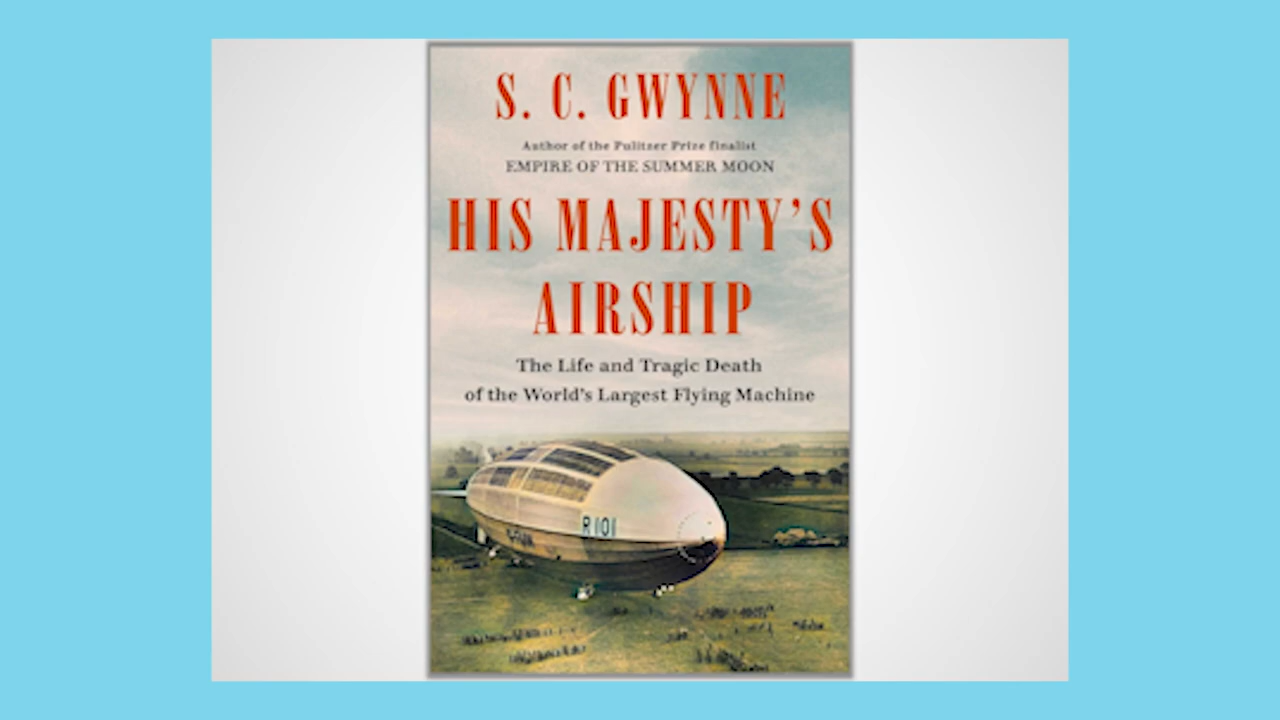 S. C. GWYNNE
Author of the Pulitzer Prize finalist
EMPIRE OF THE SUMMER MOON
HIS MAJESTY’S
AIRSHIP
The Life and Tragic Death
of the World’s Largest Flying Machine
R101